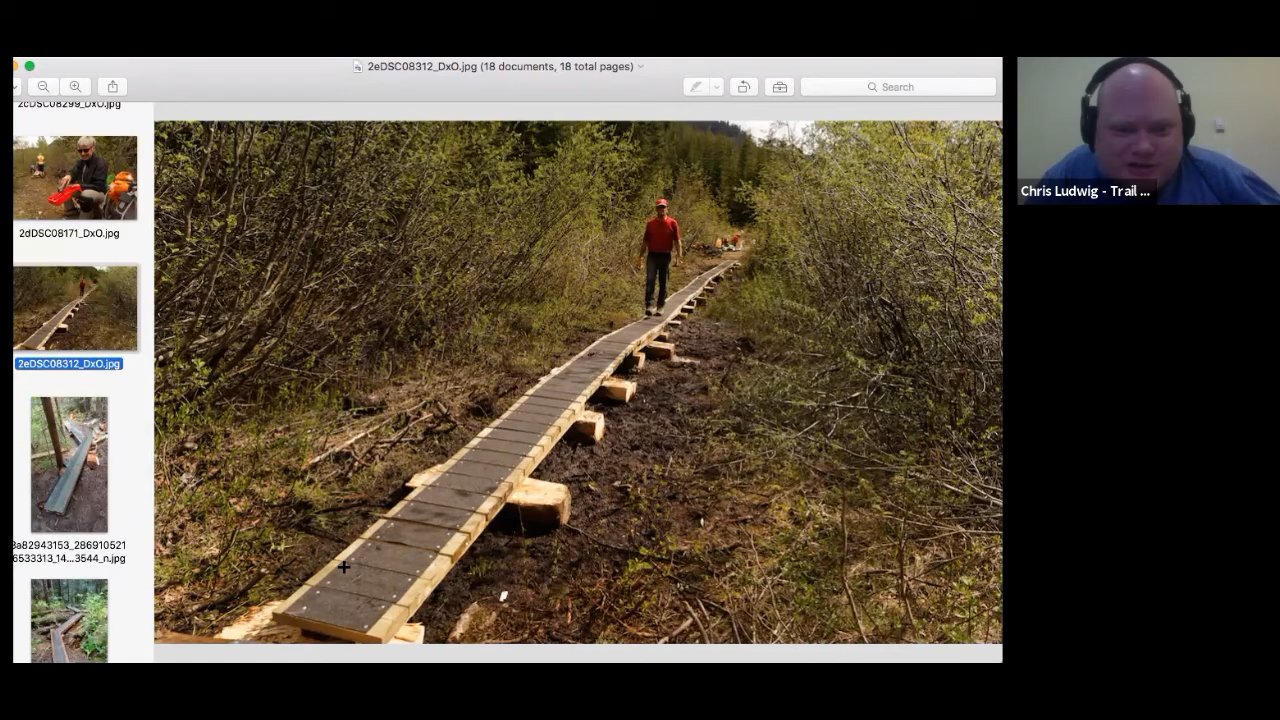 2eDSC08312_DxO.jpg (18 documents, 18 total pages)
Search
2cDSC08299_DxO.jpg
2dDSC08171_DxO.jpg
2eDSC08312_DxO.jpg
3a82943153_286910521
6533313_14...3544_n.jpg
Chris Ludwig - Trail ...